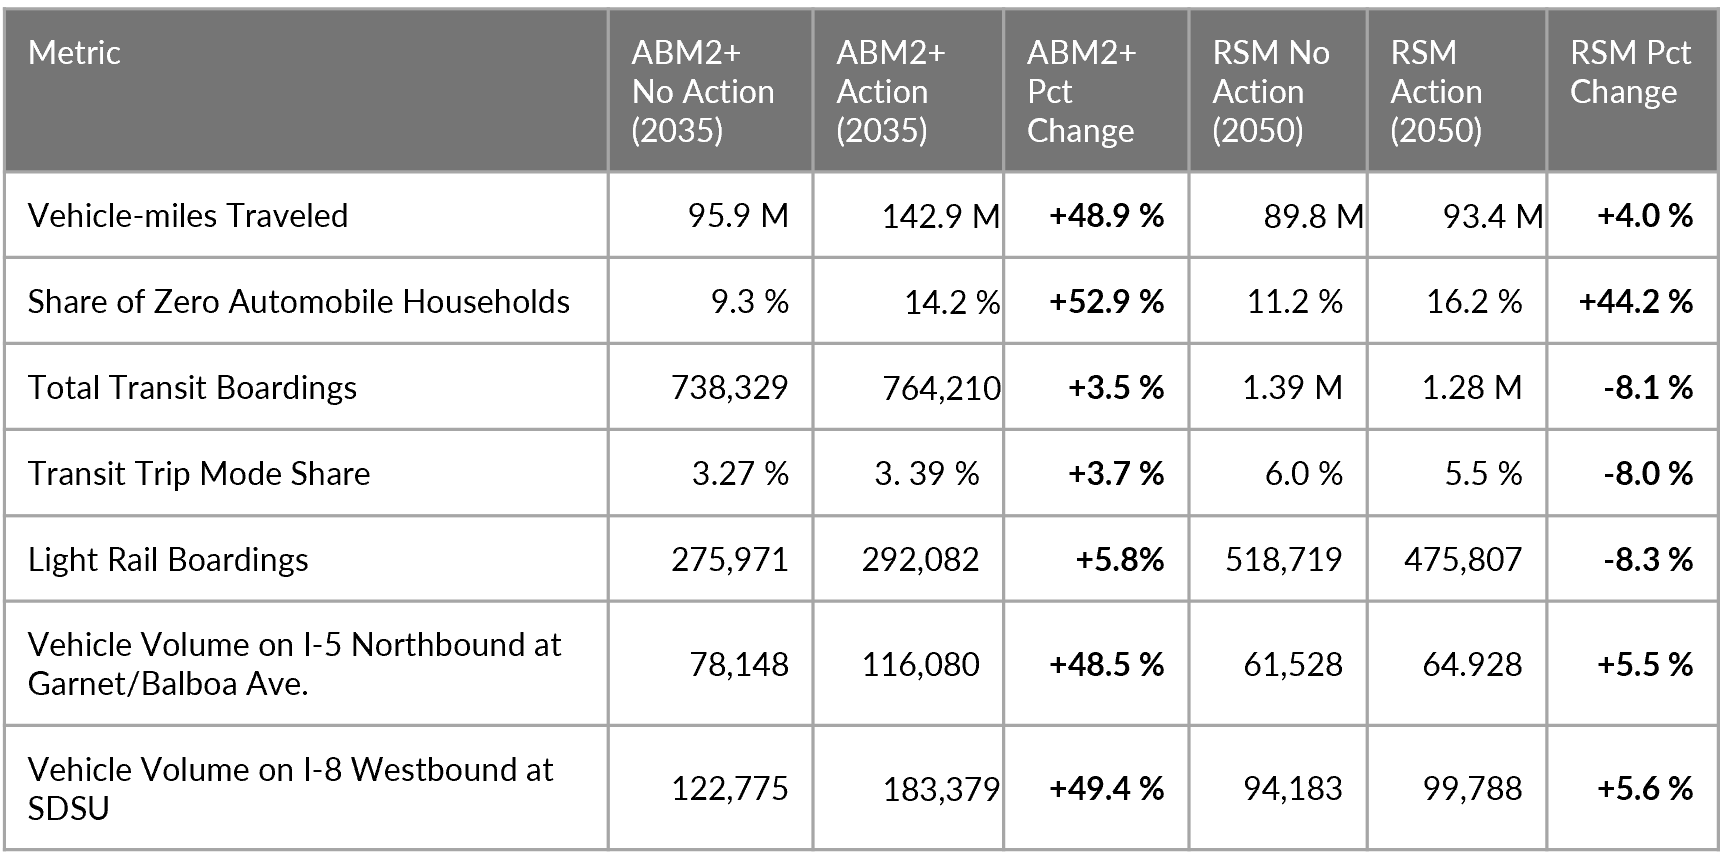 Metric
ABM2+
No Action
(2035)
ABM2+
Action
(2035)
ABM2+
Pct
Change
RSM No
Action
(2050)
RSM
Action
(2050)
RSM Pct
Change
Vehicle-miles Traveled
95.9 M
142.9 M
+48.9 %
89.8 M
93.4 M
+4.0 %
Share of Zero Automobile Households
9.3 %
14.2 %
+52.9 %
11.2 %
16.2 %
+44.2 %
Total Transit Boardings
738,329
764,210
+3.5 %
1.39 M
1.28 M
-8.1 %
Transit Trip Mode Share
3.27 %
3. 39 %
+3.7 %
6.0 %
5.5 %
-8.0 %
Light Rail Boardings
275,971
292,082
+5.8%
518,719
475,807
-8.3 %
Vehicle Volume on I-5 Northbound at
Garnet/Balboa Ave.
78,148
116,080
+48.5 %
61,528
64.928
+5.5 %
Vehicle Volume on I-8 Westbound at
SDSU
122,775
183,379
+49.4 %
94,183
99,788
+5.6 %